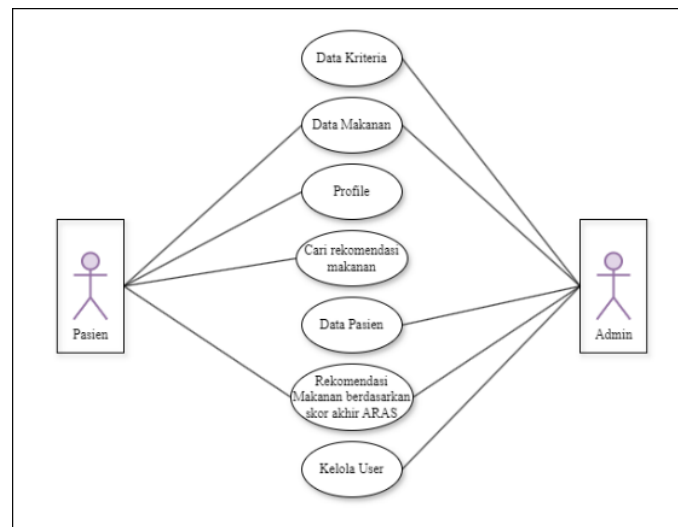 Data Kriteria
Data Makanan
Profile
Cari rekomendasi
makanan
Pasien
Admin
Data Pasien
Rekomendasi
Makanan berdasarkan
skor akhir ARAS
Kelola User